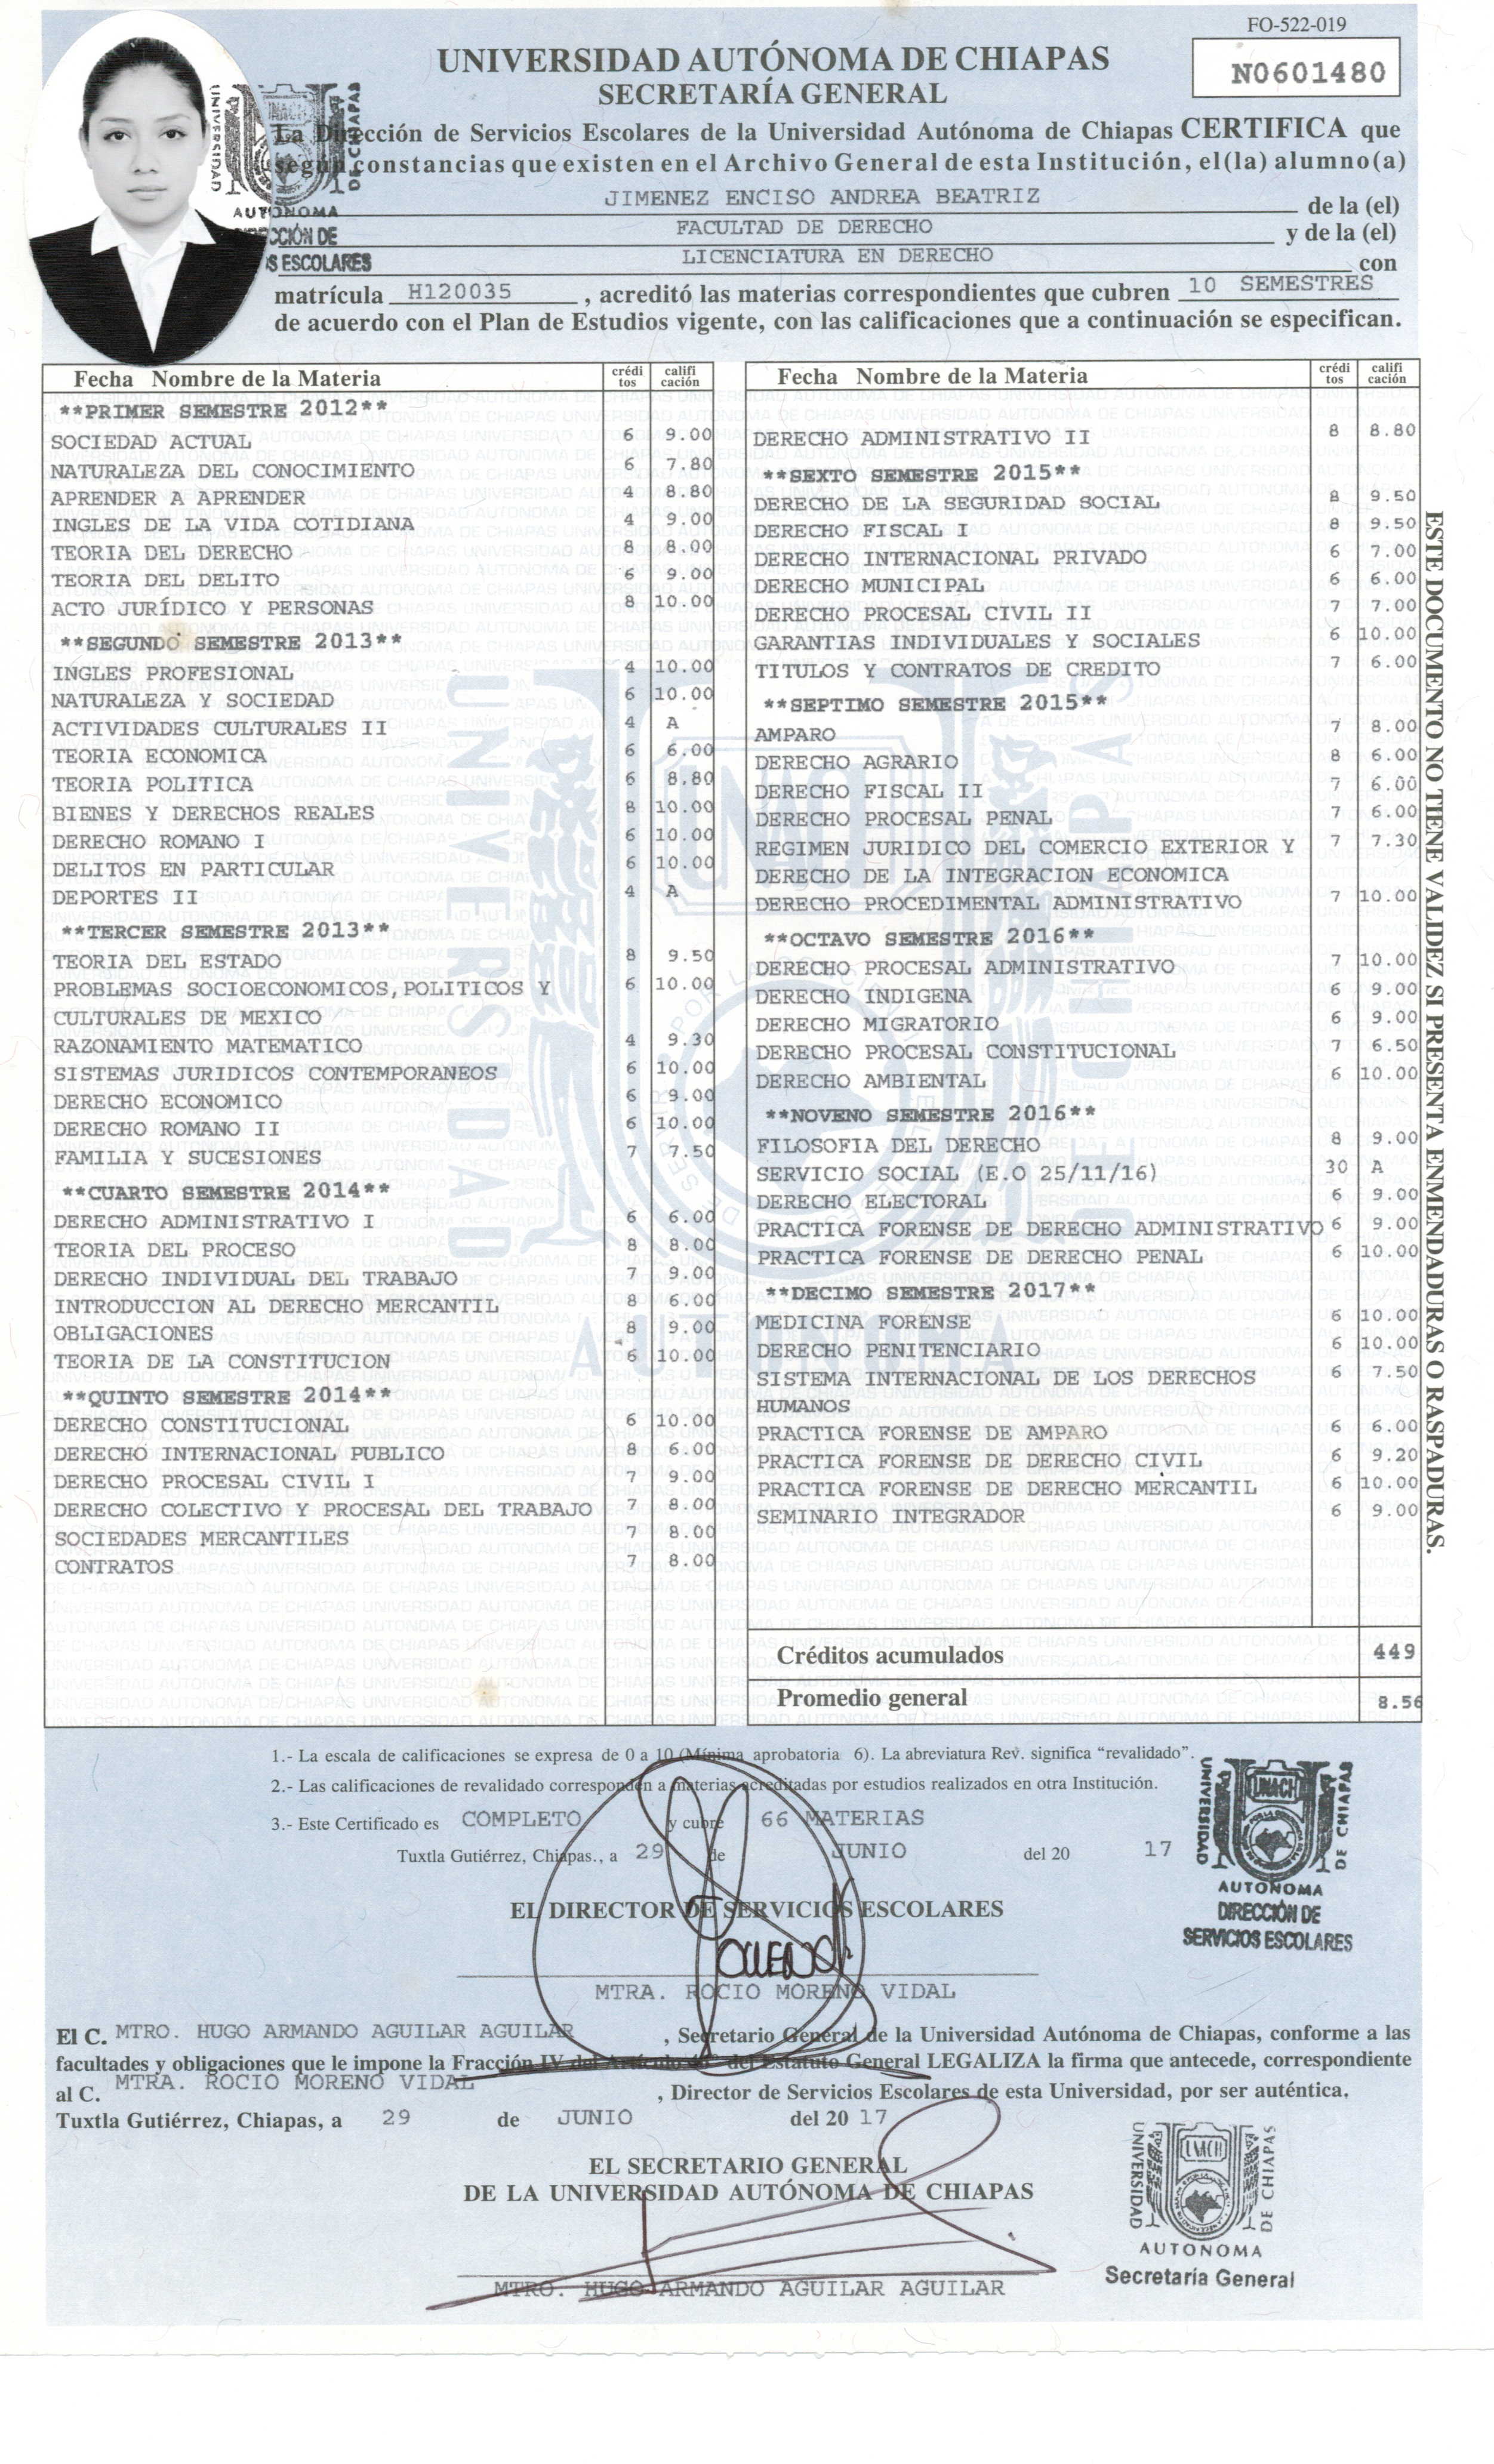 FO-522-019
N0601480
UNIVERSIDAD AUTÓNOMA DE CHIAPAS
SECRETARÍA GENERAL
La Dirección de Servicios Escolares de la Universidad Autónoma de Chiapas CERTIFICA que
según constancias que existen en el Archivo General de esta Institución, el(la) alumno(a)
JIMENEZ ENCISO ANDREA BEATRIZ de la (el)
FACULTAD DE DERECHO y de la (el)
LICENCIATURA EN DERECHO con
matrícula H120035 , acreditó las materias correspondientes que cubren 10 SEMESTRES
de acuerdo con el Plan de Estudios vigente, con las calificaciones que a continuación se especifican.
UNIVERSIDAD
DE CHIAPAS
AUTONOMA
DIRECCIÓN DE
SERVICIOS ESCOLARES
Fecha Nombre de la Materia créditos calificación
**PRIMER SEMESTRE 2012**
SOCIEDAD ACTUAL 6 9.00
NATURALEZA DEL CONOCIMIENTO 6 7.80
APRENDER A APRENDER 4 8.80
INGLES DE LA VIDA COTIDIANA 4 9.00
TEORIA DEL DERECHO 8 8.00
TEORIA DEL DELITO 6 9.00
ACTO JURÍDICO Y PERSONAS 8 10.00
**SEGUNDO SEMESTRE 2013**
INGLES PROFESIONAL 4 10.00
NATURALEZA Y SOCIEDAD 6 10.00
ACTIVIDADES CULTURALES II 4 A
TEORIA ECONOMICA 6 6.00
TEORIA POLITICA 6 8.80
BIENES Y DERECHOS REALES 8 10.00
DERECHO ROMANO I 6 10.00
DELITOS EN PARTICULAR 6 10.00
DEPORTES II 4 A
**TERCER SEMESTRE 2013**
TEORIA DEL ESTADO 8 9.50
PROBLEMAS SOCIOECONOMICOS, POLITICOS Y 6 10.00
CULTURALES DE MEXICO
RAZONAMIENTO MATEMATICO 4 9.30
SISTEMAS JURIDICOS CONTEMPORANEOS 6 10.00
DERECHO ECONOMICO 6 9.00
DERECHO ROMANO II 6 10.00
FAMILIA Y SUCESIONES 7 7.50
**CUARTO SEMESTRE 2014**
DERECHO ADMINISTRATIVO I 6 6.00
TEORIA DEL PROCESO 8 8.00
DERECHO INDIVIDUAL DEL TRABAJO 7 9.00
INTRODUCCION AL DERECHO MERCANTIL 8 6.00
OBLIGACIONES 8 9.00
TEORIA DE LA CONSTITUCION 6 10.00
**QUINTO SEMESTRE 2014**
DERECHO CONSTITUCIONAL 6 10.00
DERECHO INTERNACIONAL PUBLICO 8 6.00
DERECHO PROCESAL CIVIL I 7 9.00
DERECHO COLECTIVO Y PROCESAL DEL TRABAJO 7 8.00
SOCIEDADES MERCANTILES 7 8.00
CONTRATOS 7 8.00
Fecha Nombre de la Materia créditos calificación
DERECHO ADMINISTRATIVO II 8 8.80
**SEXTO SEMESTRE 2015**
DERECHO DE LA SEGURIDAD SOCIAL 8 9.50
DERECHO FISCAL I 8 9.50
DERECHO INTERNACIONAL PRIVADO 6 7.00
DERECHO MUNICIPAL 6 6.00
DERECHO PROCESAL CIVIL II 7 7.00
GARANTIAS INDIVIDUALES Y SOCIALES 6 10.00
TITULOS Y CONTRATOS DE CREDITO 7 6.00
**SEPTIMO SEMESTRE 2015**
AMPARO 7 8.00
DERECHO AGRARIO 8 6.00
DERECHO FISCAL II 7 6.00
DERECHO PROCESAL PENAL 7 6.00
REGIMEN JURIDICO DEL COMERCIO EXTERIOR Y 7 7.30
DERECHO DE LA INTEGRACION ECONOMICA
DERECHO PROCEDIMENTAL ADMINISTRATIVO 7 10.00
**OCTAVO SEMESTRE 2016**
DERECHO PROCESAL ADMINISTRATIVO 7 10.00
DERECHO INDIGENA 6 9.00
DERECHO MIGRATORIO 6 9.00
DERECHO PROCESAL CONSTITUCIONAL 7 6.50
DERECHO AMBIENTAL 6 10.00
**NOVENO SEMESTRE 2016**
FILOSOFIA DEL DERECHO 8 9.00
SERVICIO SOCIAL (E.O 25/11/16) 30 A
DERECHO ELECTORAL 6 9.00
PRACTICA FORENSE DE DERECHO ADMINISTRATIVO 6 9.00
PRACTICA FORENSE DE DERECHO PENAL 6 10.00
**DECIMO SEMESTRE 2017**
MEDICINA FORENSE 6 10.00
DERECHO PENITENCIARIO 6 10.00
SISTEMA INTERNACIONAL DE LOS DERECHOS 6 7.50
HUMANOS
PRACTICA FORENSE DE AMPARO 6 6.00
PRACTICA FORENSE DE DERECHO CIVIL 6 9.20
PRACTICA FORENSE DE DERECHO MERCANTIL 6 10.00
SEMINARIO INTEGRADOR 6 9.00
Créditos acumulados 449
Promedio general 8.56
ESTE DOCUMENTO NO TIENE VALIDEZ SI PRESENTA ENMENDADURAS O RASPADURAS.
1.- La escala de calificaciones se expresa de 0 a 10 (Mínima aprobatoria 6). La abreviatura Rev. significa "revalidado".
2.- Las calificaciones de revalidado corresponden a materias acreditadas por estudios realizados en otra Institución.
3.- Este Certificado es COMPLETO y cubre 66 MATERIAS
Tuxtla Gutiérrez, Chiapas., a 29 de JUNIO del 20 17
UNIVERSIDAD
UNACH
DE CHIAPAS
AUTONOMA
DIRECCIÓN DE
SERVICIOS ESCOLARES
EL DIRECTOR DE SERVICIOS ESCOLARES
MTRA. ROCIO MORENO VIDAL
El C. MTRO. HUGO ARMANDO AGUILAR AGUILAR , Secretario General de la Universidad Autónoma de Chiapas, conforme a las
facultades y obligaciones que le impone la Fracción IV del Artículo del Estatuto General LEGALIZA la firma que antecede, correspondiente
al C. MTRA. ROCIO MORENO VIDAL , Director de Servicios Escolares de esta Universidad, por ser auténtica.
Tuxtla Gutiérrez, Chiapas, a 29 de JUNIO del 20 17
EL SECRETARIO GENERAL
DE LA UNIVERSIDAD AUTÓNOMA DE CHIAPAS
MTRO. HUGO ARMANDO AGUILAR AGUILAR
UNIVERSIDAD
UNACH
DE CHIAPAS
AUTONOMA
Secretaría General